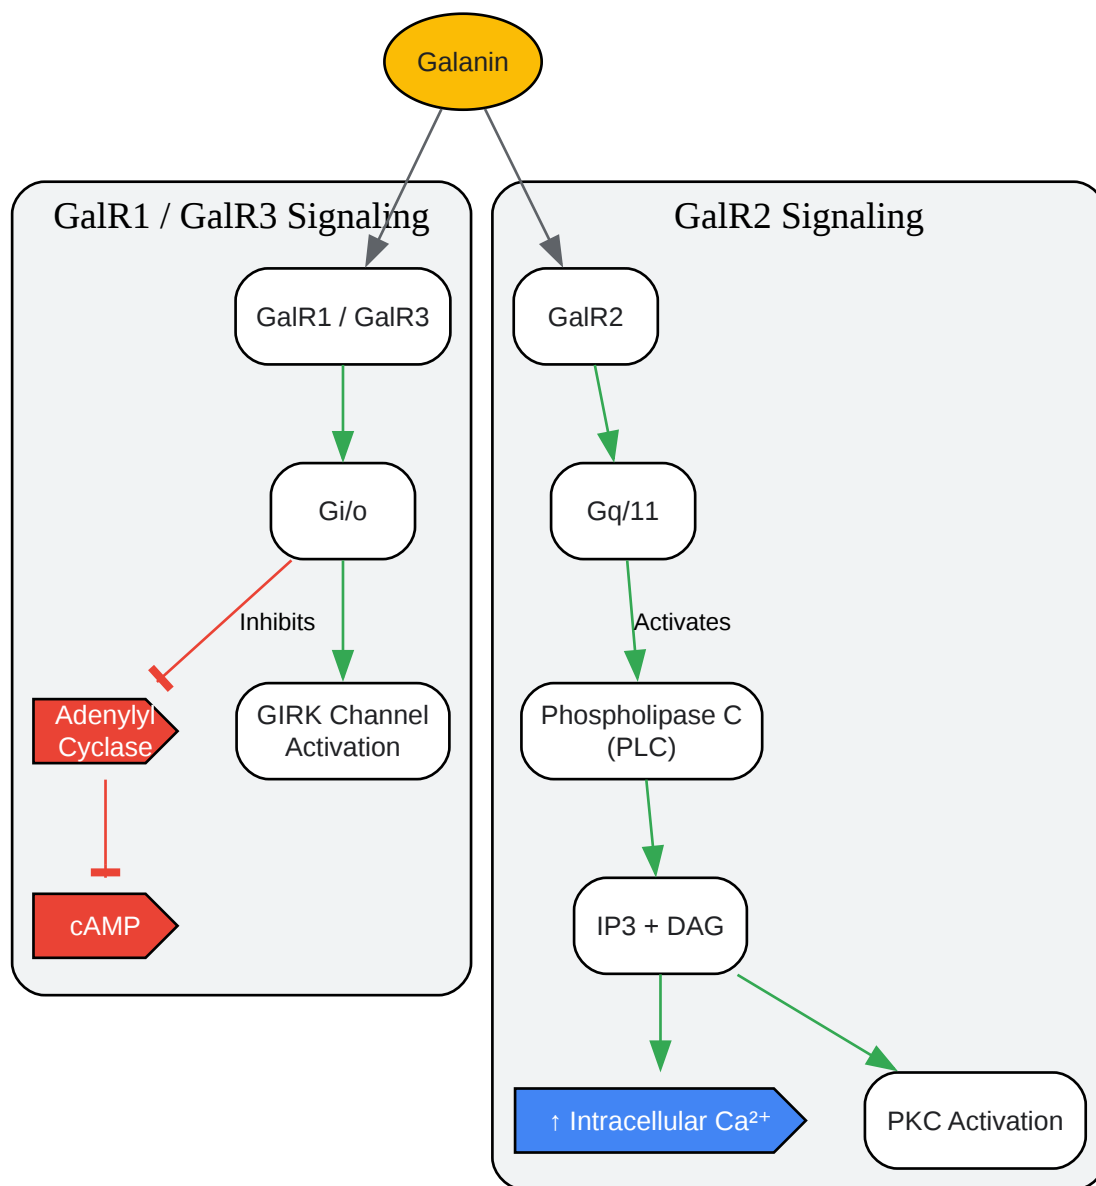 Galanin
GalR1 / GalR3 Signaling
GalR2 Signaling
GalR1 / GalR3
GalR2
Gi/o
Gq/11
Inhibits
Activates
Adenylyl
Cyclase
GIRK Channel
Activation
Phospholipase C
(PLC)
cAMP
IP3 + DAG
↑ Intracellular Ca²⁺
PKC Activation